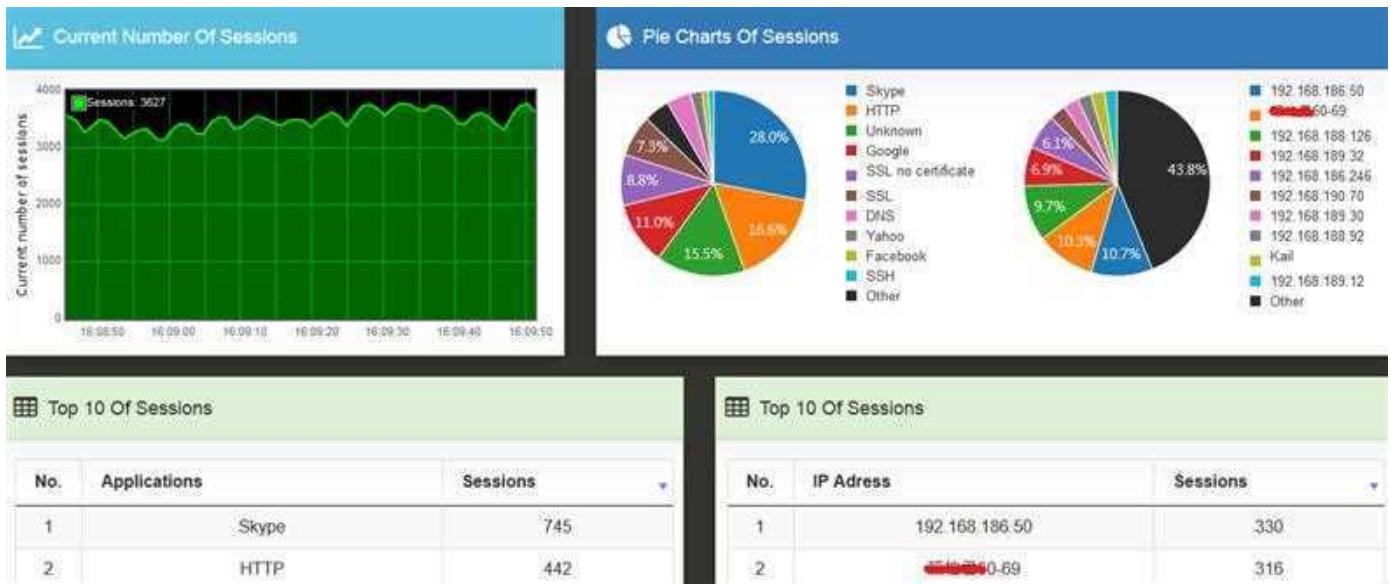 Current Number Of Sessions
4000
3000
2000
1000
0
Current number of sessions
Sessions: 3627
16:08:50 16:09:00 16:09:10 16:09:20 16:09:30 16:09:40 16:09:50
Pie Charts Of Sessions
28.0%
16.6%
15.5%
11.0%
8.8%
7.3%
Skype
HTTP
Unknown
Google
SSL no certificate
SSL
DNS
Yahoo
Facebook
SSH
Other
43.8%
10.7%
10.3%
9.7%
6.9%
6.1%
192.168.186.50
60-69
192.168.188.126
192.168.189.32
192.168.186.246
192.168.190.70
192.168.189.30
192.168.188.92
Kail
192.168.189.12
Other
Top 10 Of Sessions
No. Applications Sessions
1 Skype 745
2 HTTP 442
Top 10 Of Sessions
No. IP Adress Sessions
1 192.168.186.50 330
2 0-69 316